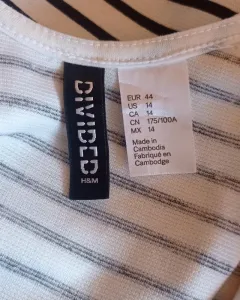 DIVIDED
H&M
EUR 44
US 14
CA 14
CN 175/100A
MX 14
Made in
Cambodia
Fabriqué en
Cambodge